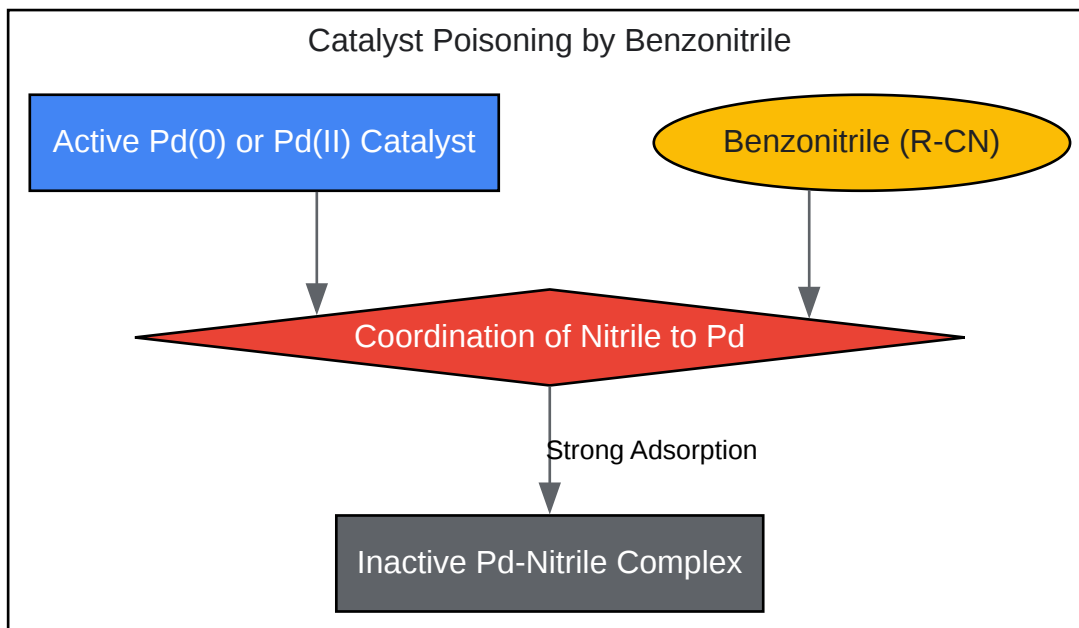 Catalyst Poisoning by Benzonitrile
Active Pd(0) or Pd(II) Catalyst
Benzonitrile (R-CN)
Coordination of Nitrile to Pd
Strong Adsorption
Inactive Pd-Nitrile Complex